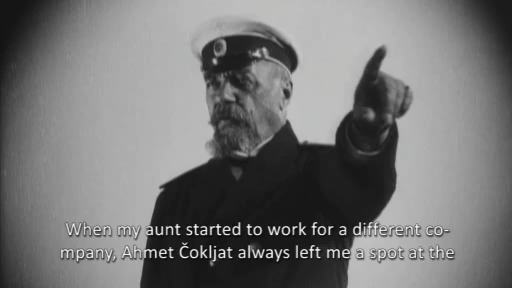 When my aunt started to work for a different co-
mpany, Ahmet Čokljat always left me a spot at the